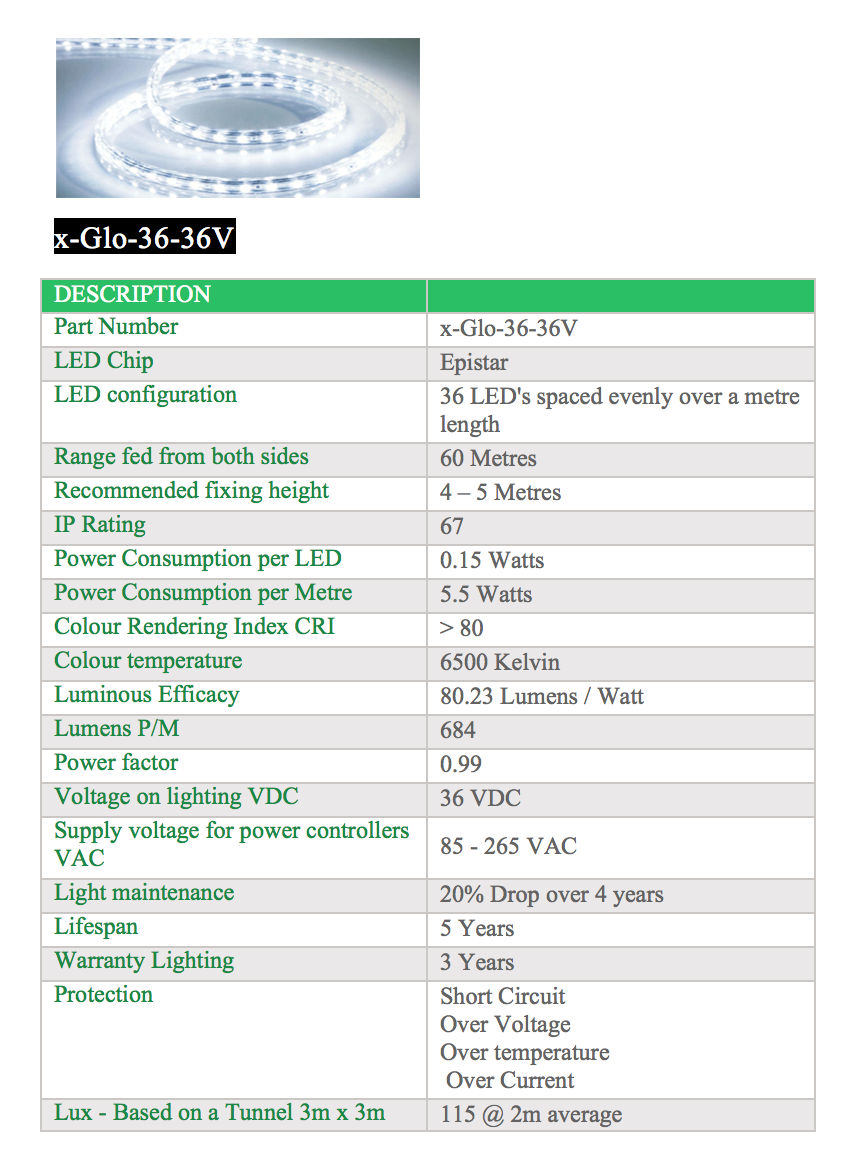 x-Glo-36-36V
DESCRIPTION
Part Number x-Glo-36-36V
LED Chip Epistar
LED configuration 36 LED's spaced evenly over a metre
length
Range fed from both sides 60 Metres
Recommended fixing height 4 – 5 Metres
IP Rating 67
Power Consumption per LED 0.15 Watts
Power Consumption per Metre 5.5 Watts
Colour Rendering Index CRI > 80
Colour temperature 6500 Kelvin
Luminous Efficacy 80.23 Lumens / Watt
Lumens P/M 684
Power factor 0.99
Voltage on lighting VDC 36 VDC
Supply voltage for power controllers
VAC 85 - 265 VAC
Light maintenance 20% Drop over 4 years
Lifespan 5 Years
Warranty Lighting 3 Years
Protection Short Circuit
Over Voltage
Over temperature
Over Current
Lux - Based on a Tunnel 3m x 3m 115 @ 2m average